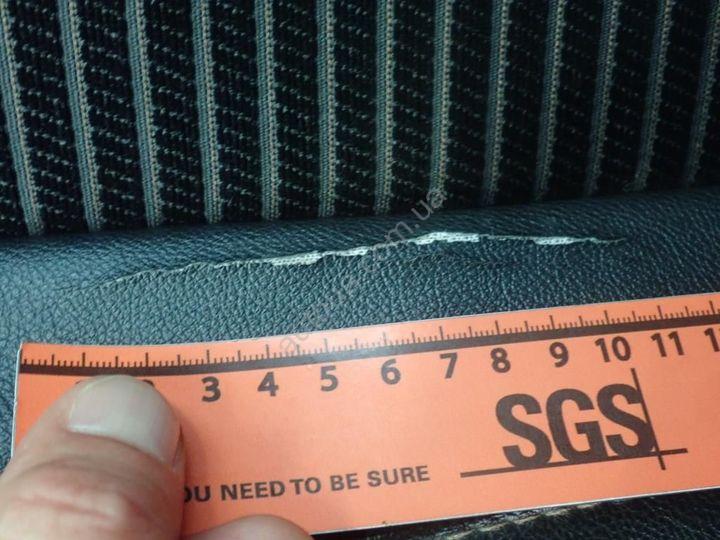 3 4 5 6 7 8 9 10 11
SGS
OU NEED TO BE SURE